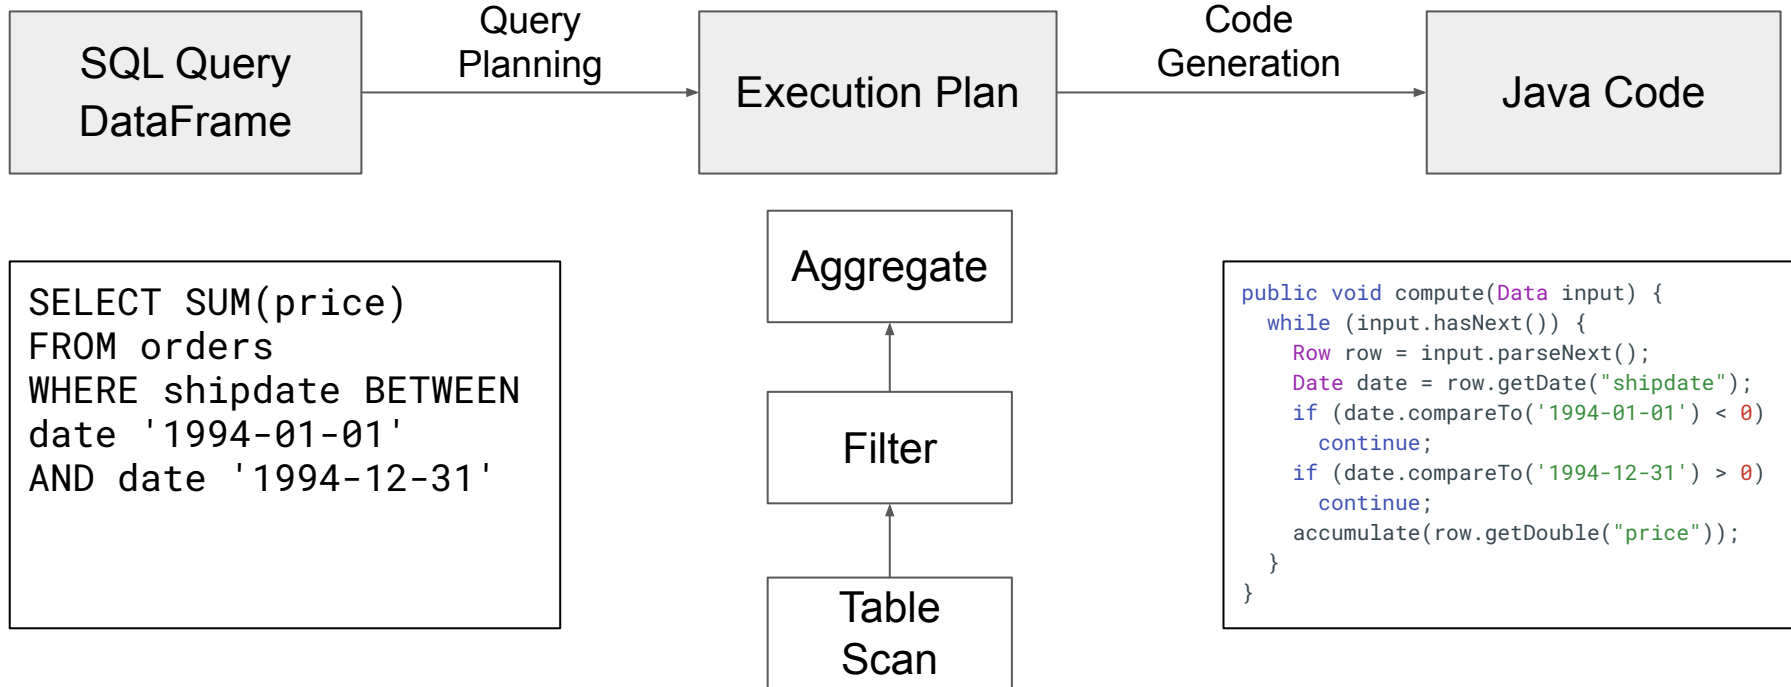 SQL Query
DataFrame
Query
Planning
Execution Plan
Code
Generation
Java Code
SELECT SUM(price)
FROM orders
WHERE shipdate BETWEEN
date '1994-01-01'
AND date '1994-12-31'
Aggregate
Filter
Table
Scan
public void compute(Data input) {
  while (input.hasNext()) {
    Row row = input.parseNext();
    Date date = row.getDate("shipdate");
    if (date.compareTo('1994-01-01') < 0)
      continue;
    if (date.compareTo('1994-12-31') > 0)
      continue;
    accumulate(row.getDouble("price"));
  }
}